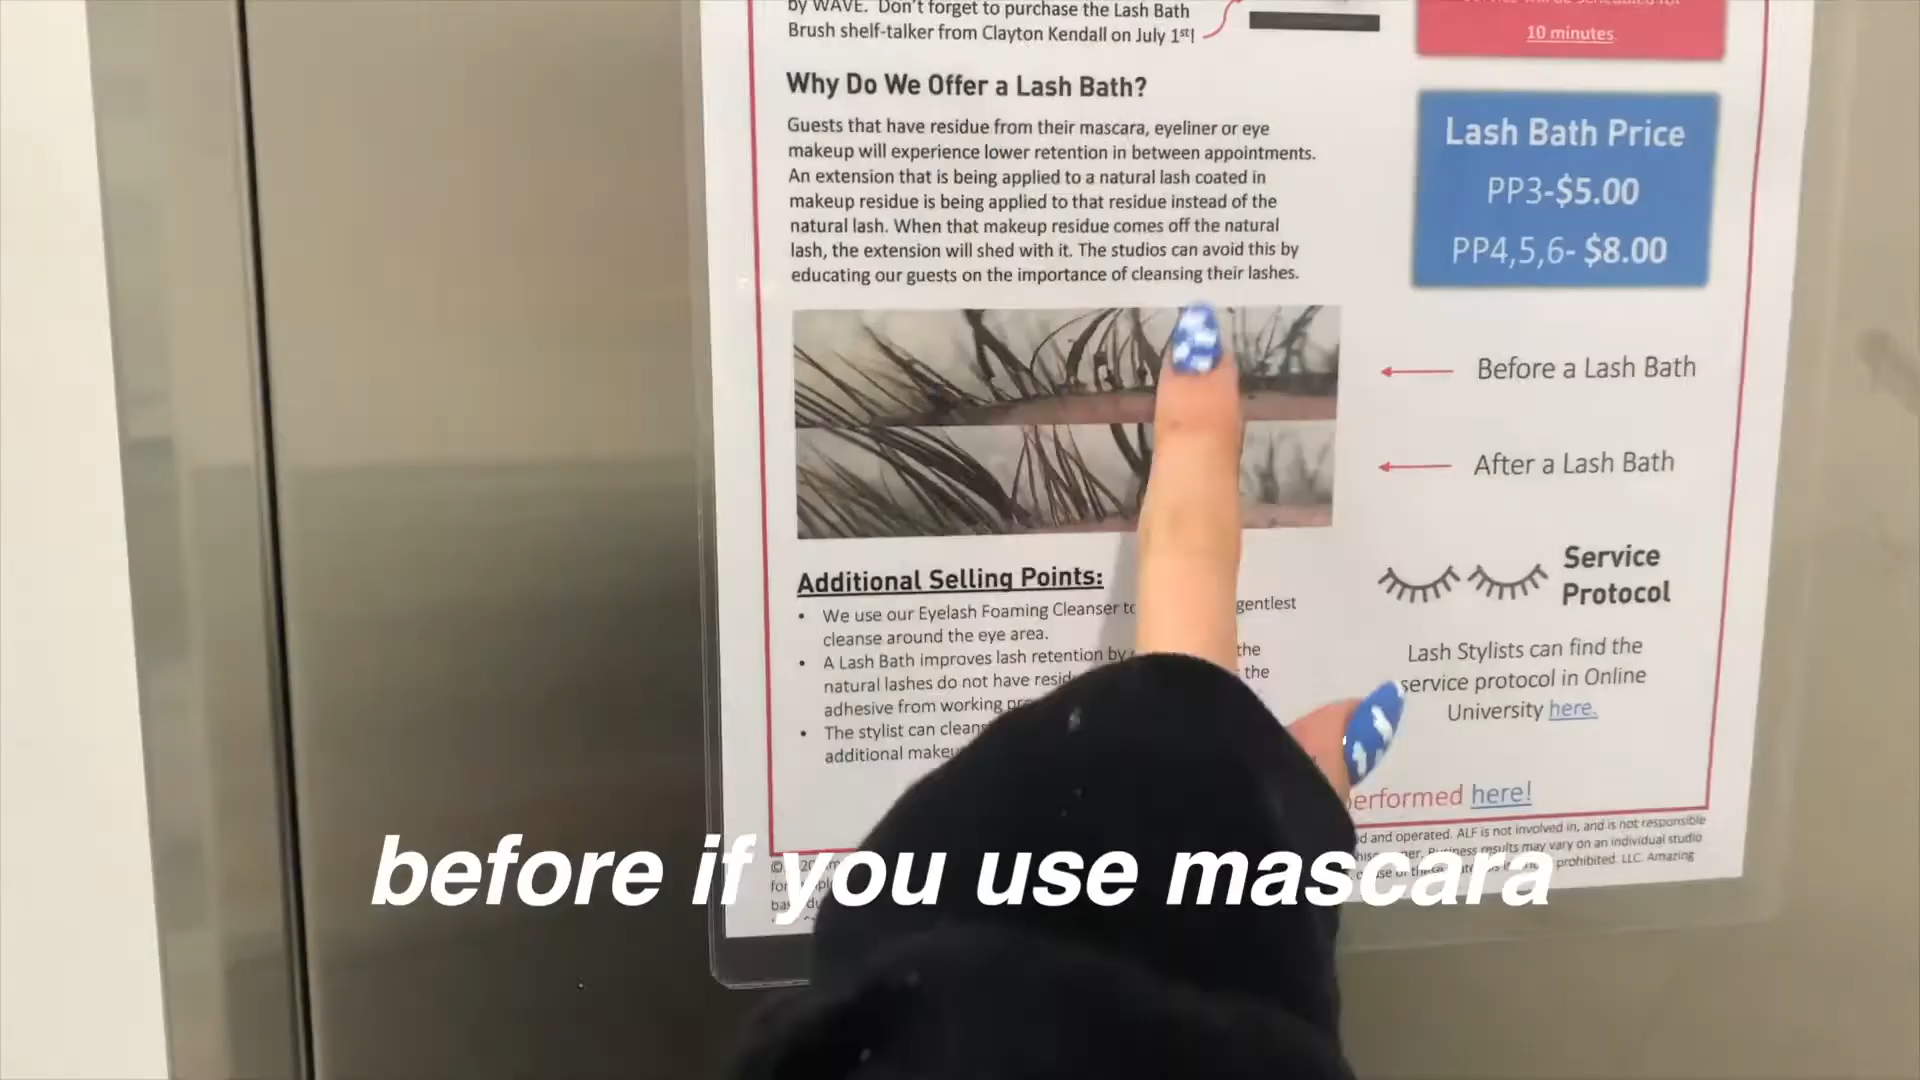 by WAVE. Don't forget to purchase the Lash Bath
Brush shelf-talker from Clayton Kendall on July 1st!
10 minutes
Why Do We Offer a Lash Bath?
Guests that have residue from their mascara, eyeliner or eye
makeup will experience lower retention in between appointments.
An extension that is being applied to a natural lash coated in
makeup residue is being applied to that residue instead of the
natural lash. When that makeup residue comes off the natural
lash, the extension will shed with it. The studios can avoid this by
educating our guests on the importance of cleansing their lashes.
Lash Bath Price
PP3-$5.00
PP4,5,6- $8.00
Before a Lash Bath
After a Lash Bath
Additional Selling Points:
• We use our Eyelash Foaming Cleanser gentlest
cleanse around the eye area.
• A Lash Bath improves lash retention by the
natural lashes do not have the
adhesive from working
• The stylist can
additional
Service
Protocol
Lash Stylists can find the
service protocol in Online
University here.
performed here!
and operated. ALF is not involved in, and is not responsible
results may vary on an individual studio
prohibited. LLC. Amazing
before if you use mascara